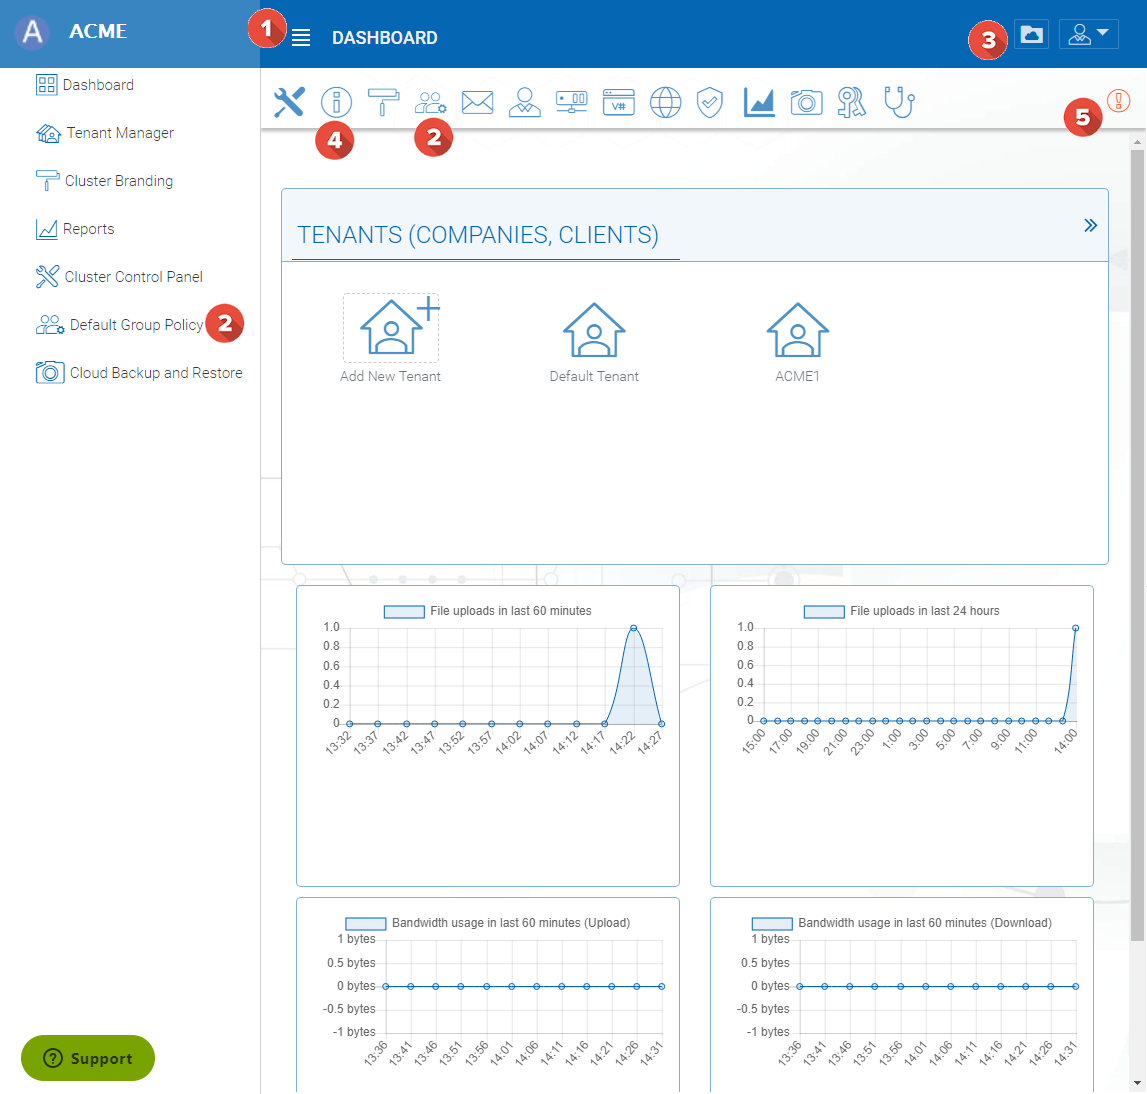 A ACME
1
DASHBOARD
3
Dashboard
Tenant Manager
Cluster Branding
Reports
Cluster Control Panel
Default Group Policy 2
Cloud Backup and Restore
Support
V#
4
2
5
TENANTS (COMPANIES, CLIENTS)
Add New Tenant
Default Tenant
ACME1
File uploads in last 60 minutes
1.0
0.8
0.6
0.4
0.2
0
13:32 13:37 13:42 13:47 13:52 13:57 14:02 14:07 14:12 14:17 14:22 14:27
File uploads in last 24 hours
1.0
0.8
0.6
0.4
0.2
0
15:00 17:00 19:00 21:00 23:00 1:00 3:00 5:00 7:00 9:00 11:00 14:00
Bandwidth usage in last 60 minutes (Upload)
1 bytes
0.5 bytes
0 bytes
-0.5 bytes
-1 bytes
13:36 13:41 13:46 13:51 13:56 14:01 14:06 14:11 14:16 14:21 14:26 14:31
Bandwidth usage in last 60 minutes (Download)
1 bytes
0.5 bytes
0 bytes
-0.5 bytes
-1 bytes
13:36 13:41 13:46 13:51 13:56 14:01 14:06 14:11 14:16 14:21 14:26 14:31